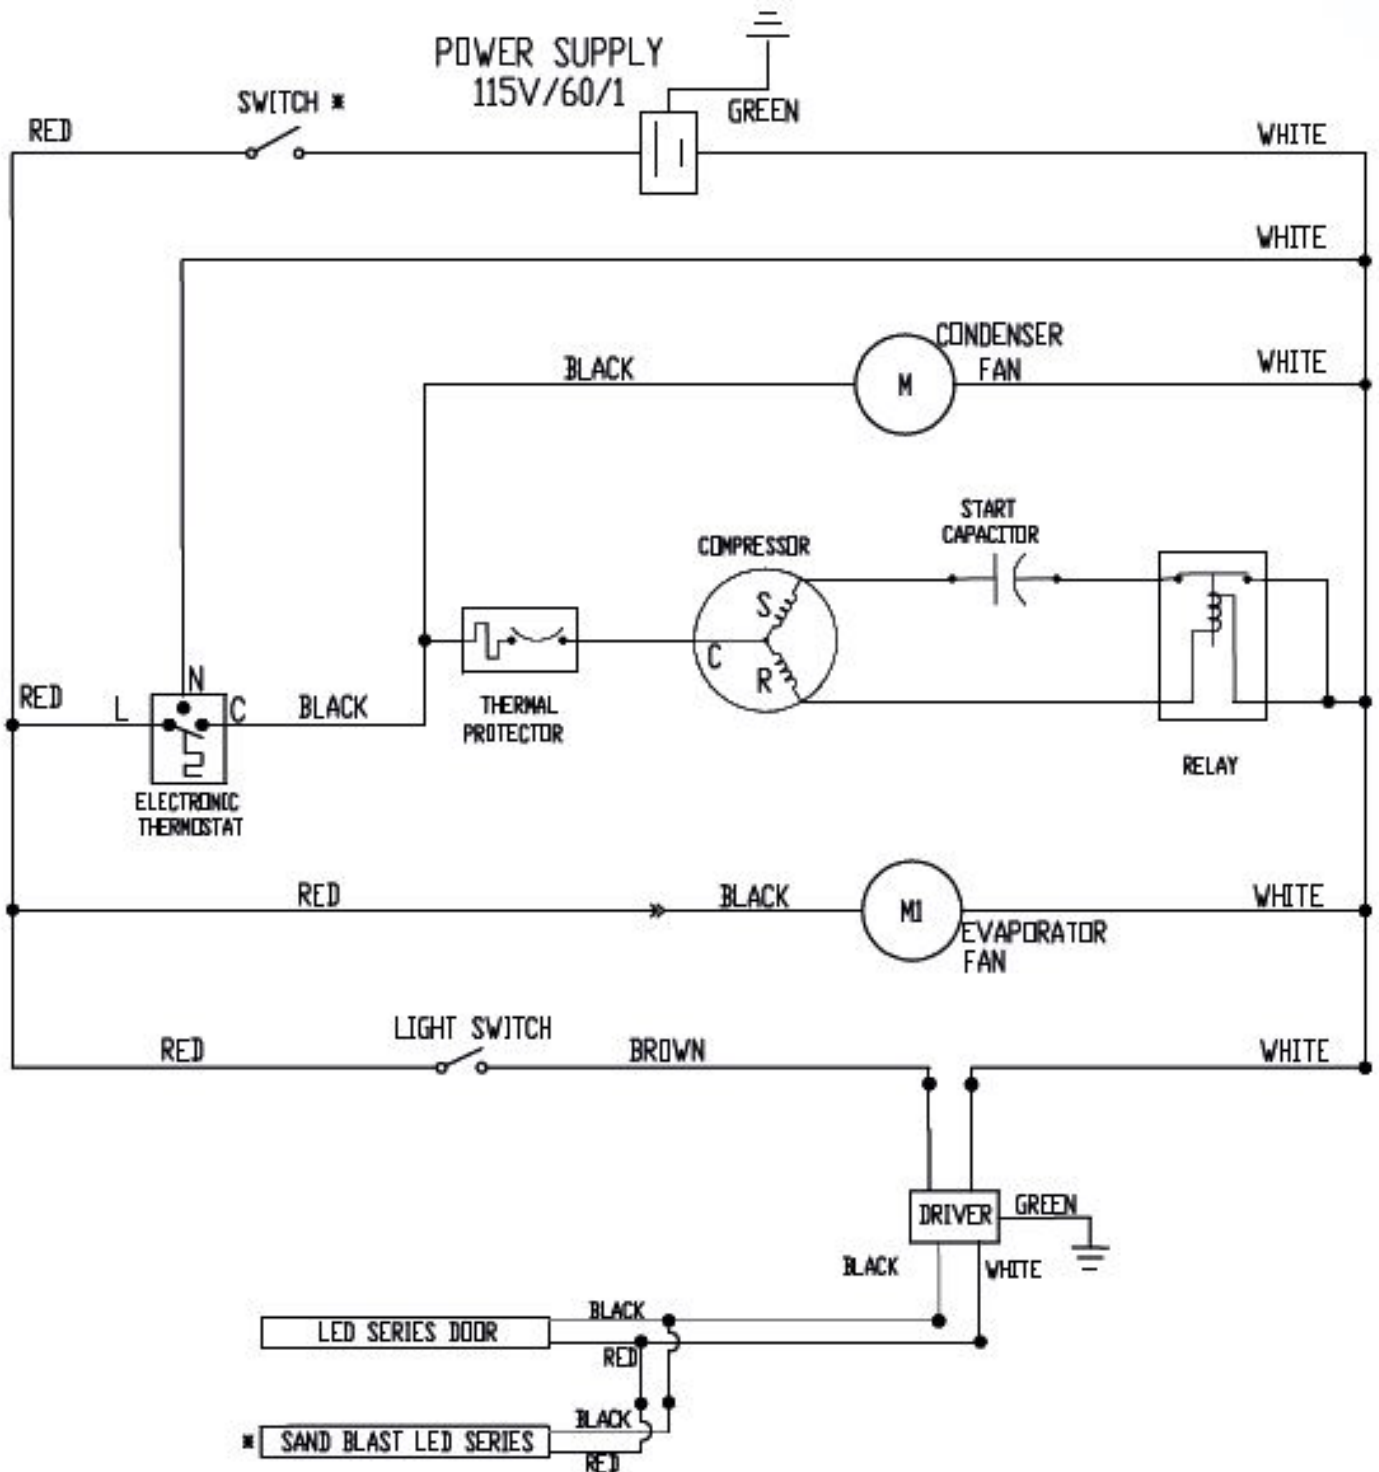 POWER SUPPLY
115V/60/1
SWITCH *
GREEN
RED
WHITE
WHITE
CONDENSER
FAN
BLACK
WHITE
START
CAPACITOR
COMPRESSOR
S
C
R
THERMAL
PROTECTOR
RELAY
M
N
RED
L
C
BLACK
ELECTRONIC
THERMOSTAT
RED
BLACK
M1
WHITE
EVAPORATOR
FAN
LIGHT SWITCH
RED
BROWN
WHITE
DRIVER
GREEN
BLACK
WHITE
BLACK
LED SERIES DOOR
RED
BLACK
* SAND BLAST LED SERIES
RED